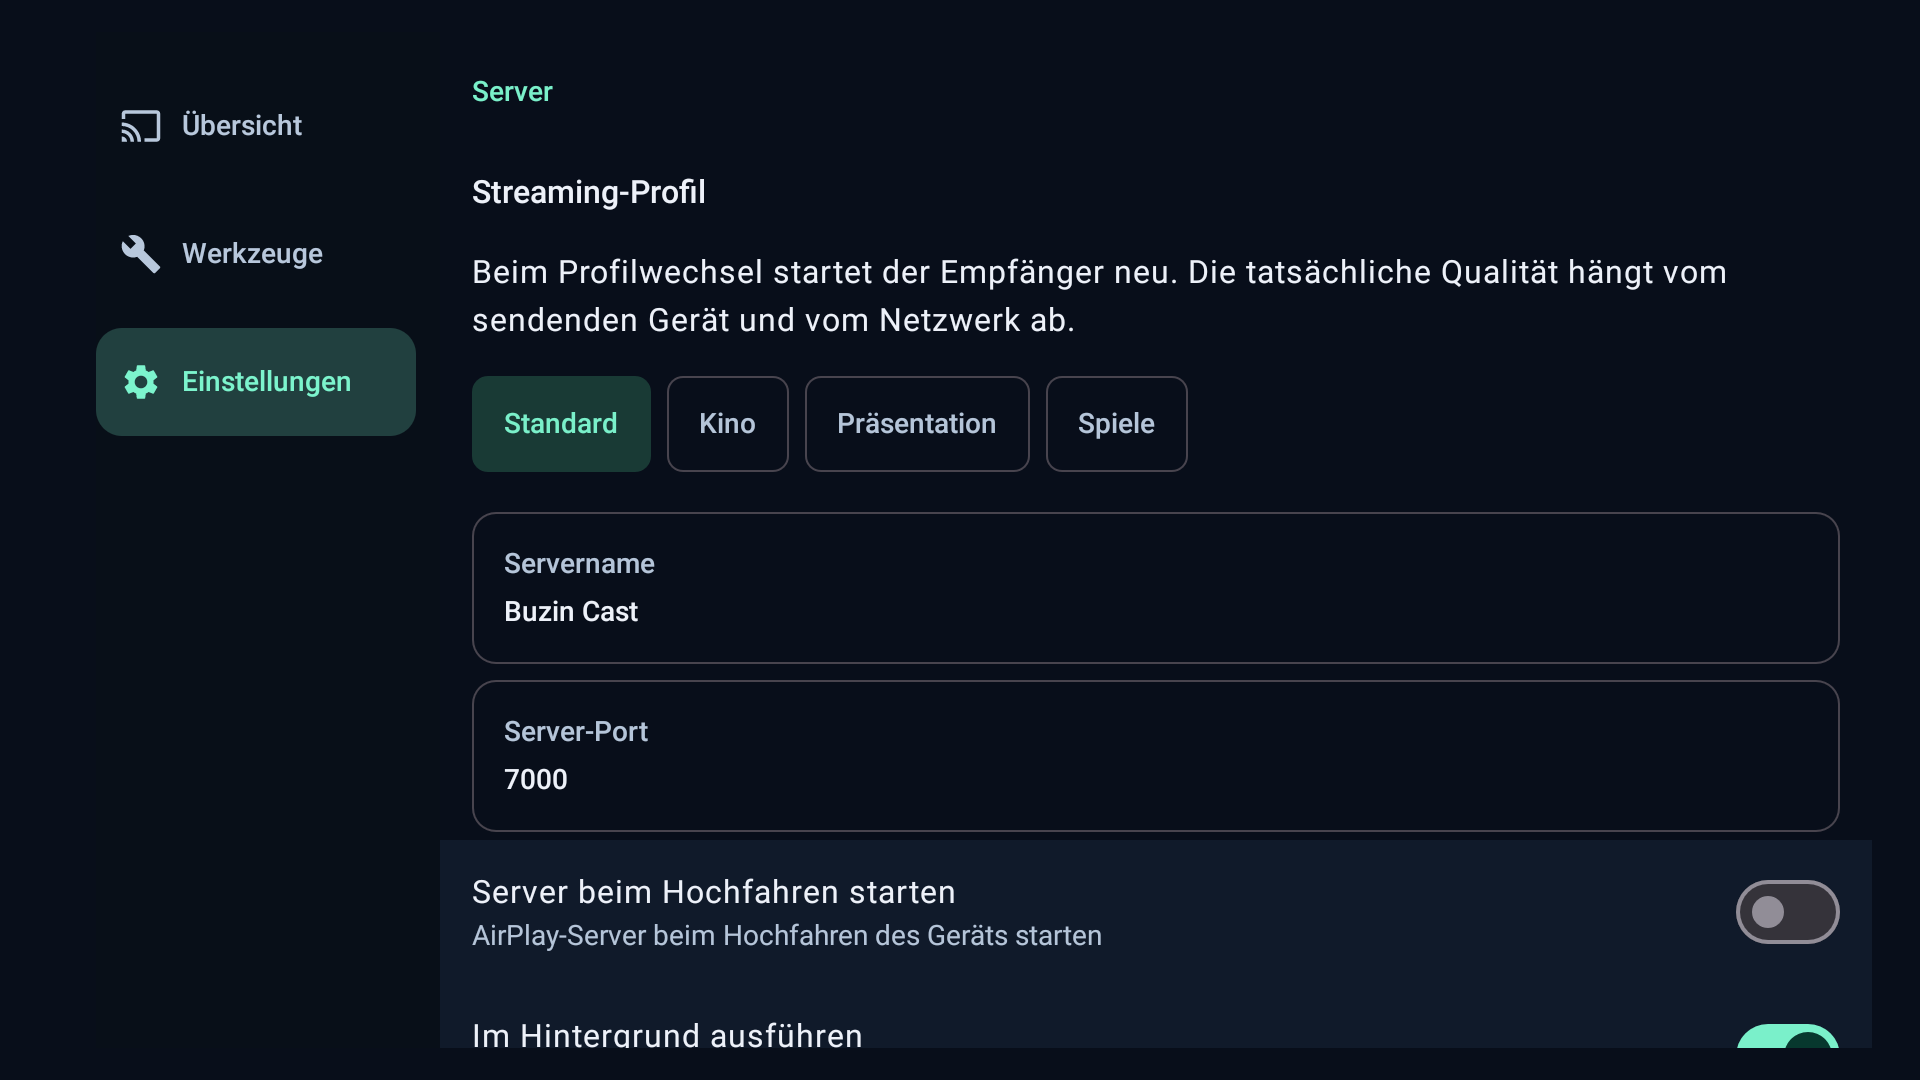 Übersicht
Werkzeuge
Einstellungen
Server
Streaming-Profil
Beim Profilwechsel startet der Empfänger neu. Die tatsächliche Qualität hängt vom
sendenden Gerät und vom Netzwerk ab.
Standard
Kino
Präsentation
Spiele
Servername
Buzin Cast
Server-Port
7000
Server beim Hochfahren starten
AirPlay-Server beim Hochfahren des Geräts starten
Im Hintergrund ausführen